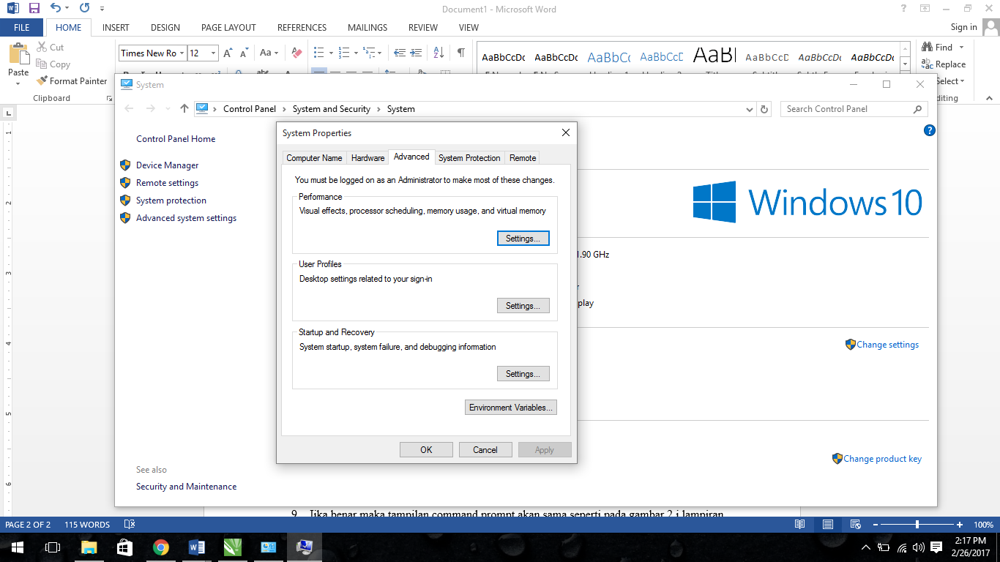 Document1 - Microsoft Word
FILE HOME INSERT DESIGN PAGE LAYOUT REFERENCES MAILINGS REVIEW VIEW Sign in
Paste
Cut
Copy
Format Painter
Clipboard
Times New Ro 12
Aa
AaBbCcDc AaBbCcDc AaBbCc AaBbCcD AaBl AaBbCcD AaBbCcDt AaBbCcDt
Find
Replace
Select
System
Control Panel > System and Security > System
Search Control Panel
Control Panel Home
Device Manager
Remote settings
System protection
Advanced system settings
See also
Security and Maintenance
System Properties
Computer Name Hardware Advanced System Protection Remote
You must be logged on as an Administrator to make most of these changes.
Performance
Visual effects, processor scheduling, memory usage, and virtual memory
Settings...
User Profiles
Desktop settings related to your sign-in
Settings...
Startup and Recovery
System startup, system failure, and debugging information
Settings...
Environment Variables...
OK Cancel Apply
Windows 10
1.90 GHz
play
Change settings
Change product key
9. Jika benar maka tampilan command prompt akan sama seperti pada gambar 2.i lampiran
PAGE 2 OF 2 115 WORDS
100%
2:17 PM
2/26/2017